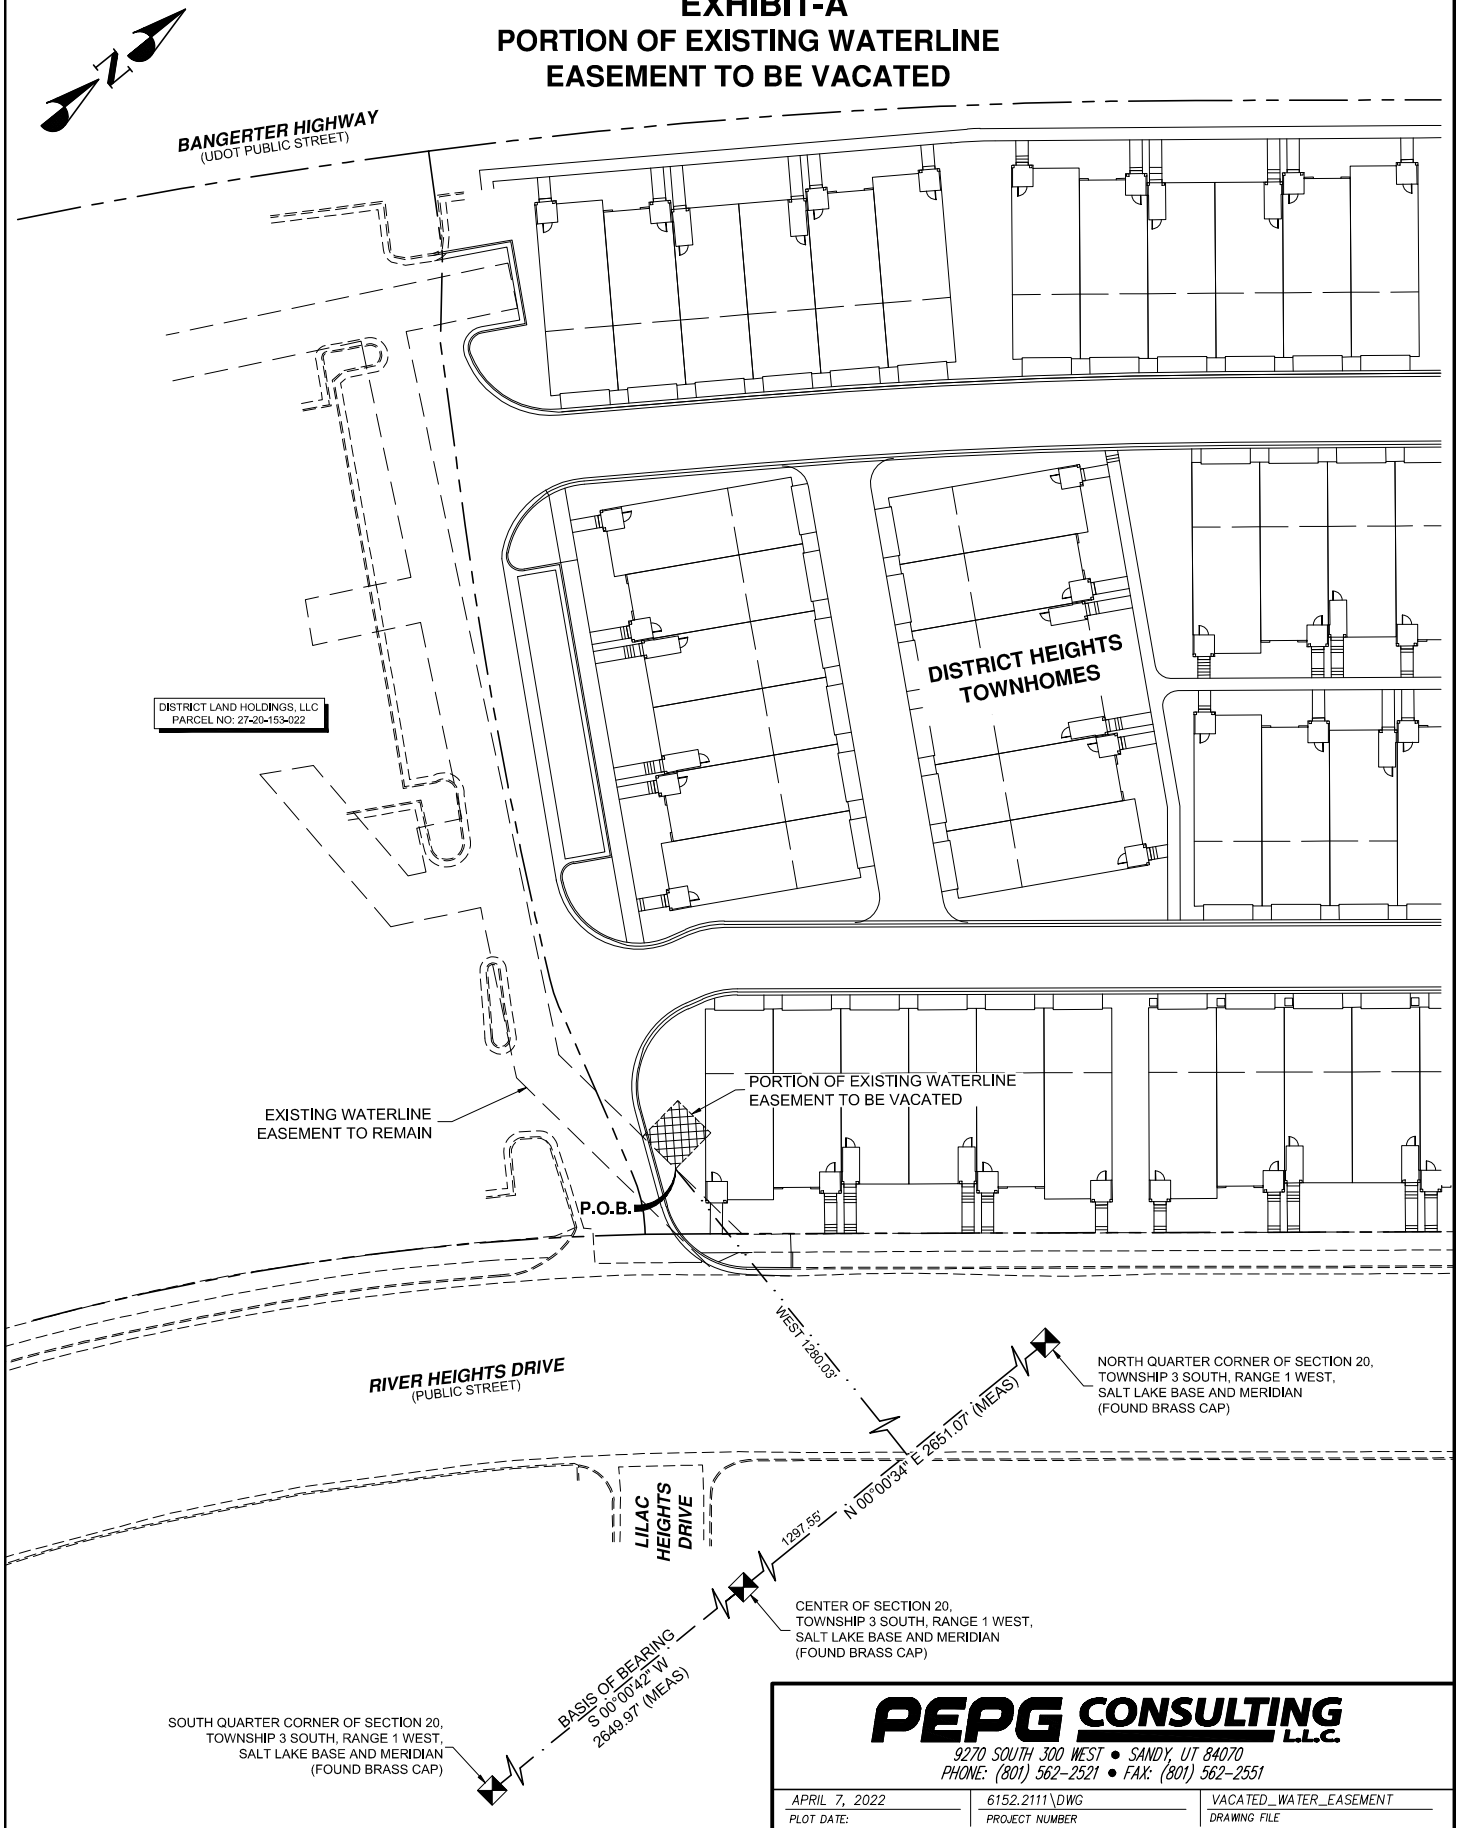 EXHIBIT-A
PORTION OF EXISTING WATERLINE
EASEMENT TO BE VACATED
N
BANGERTER HIGHWAY
(UDOT PUBLIC STREET)
DISTRICT HEIGHTS
TOWNHOMES
DISTRICT LAND HOLDINGS, LLC
PARCEL NO: 27-20-153-022
PORTION OF EXISTING WATERLINE
EASEMENT TO BE VACATED
EXISTING WATERLINE
EASEMENT TO REMAIN
P.O.B.
WEST 1280.03'
RIVER HEIGHTS DRIVE
(PUBLIC STREET)
NORTH QUARTER CORNER OF SECTION 20,
TOWNSHIP 3 SOUTH, RANGE 1 WEST,
SALT LAKE BASE AND MERIDIAN
(FOUND BRASS CAP)
N 00°00'34" E 2651.07' (MEAS)
1297.55'
LILAC
HEIGHTS
DRIVE
CENTER OF SECTION 20,
TOWNSHIP 3 SOUTH, RANGE 1 WEST,
SALT LAKE BASE AND MERIDIAN
(FOUND BRASS CAP)
BASIS OF BEARING
S 00°00'42" W
2649.97' (MEAS)
SOUTH QUARTER CORNER OF SECTION 20,
TOWNSHIP 3 SOUTH, RANGE 1 WEST,
SALT LAKE BASE AND MERIDIAN
(FOUND BRASS CAP)
PEPG CONSULTING
L.L.C.
9270 SOUTH 300 WEST • SANDY, UT 84070
PHONE: (801) 562-2521 • FAX: (801) 562-2551
APRIL 7, 2022
PLOT DATE:
6152.2111\DWG
PROJECT NUMBER
VACATED_WATER_EASEMENT
DRAWING FILE